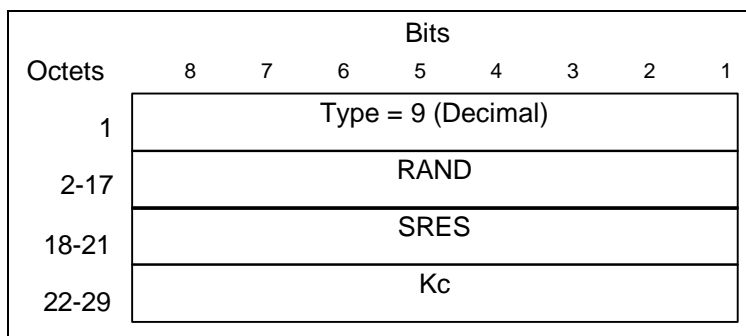 Bits
Octets 8 7 6 5 4 3 2 1
1 Type = 9 (Decimal)
2-17 RAND
18-21 SRES
22-29 Kc